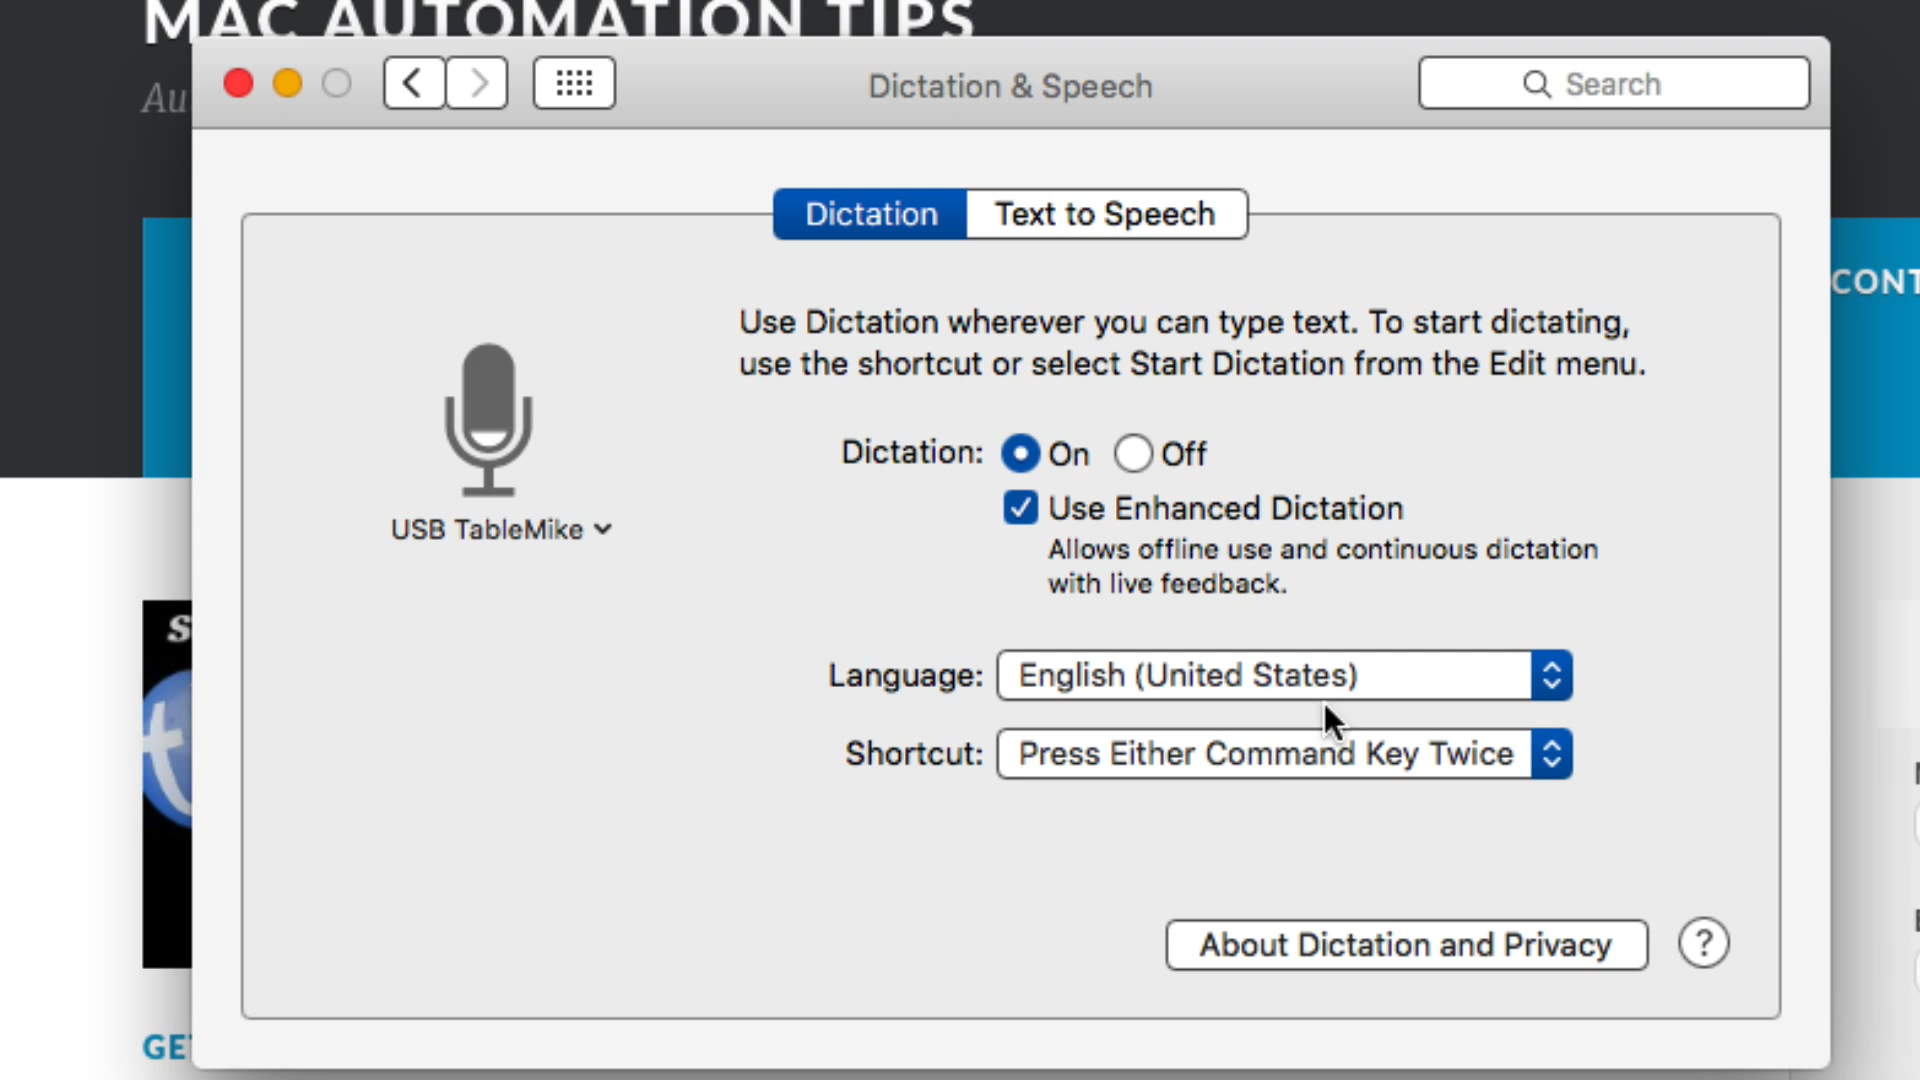 MAC AUTOMATION TIPS
Au
Dictation & Speech
Search
Dictation
Text to Speech
CONT
Use Dictation wherever you can type text. To start dictating,
use the shortcut or select Start Dictation from the Edit menu.
Dictation: On Off
Use Enhanced Dictation
Allows offline use and continuous dictation
with live feedback.
USB TableMike
Language: English (United States)
Shortcut: Press Either Command Key Twice
About Dictation and Privacy
?
GE